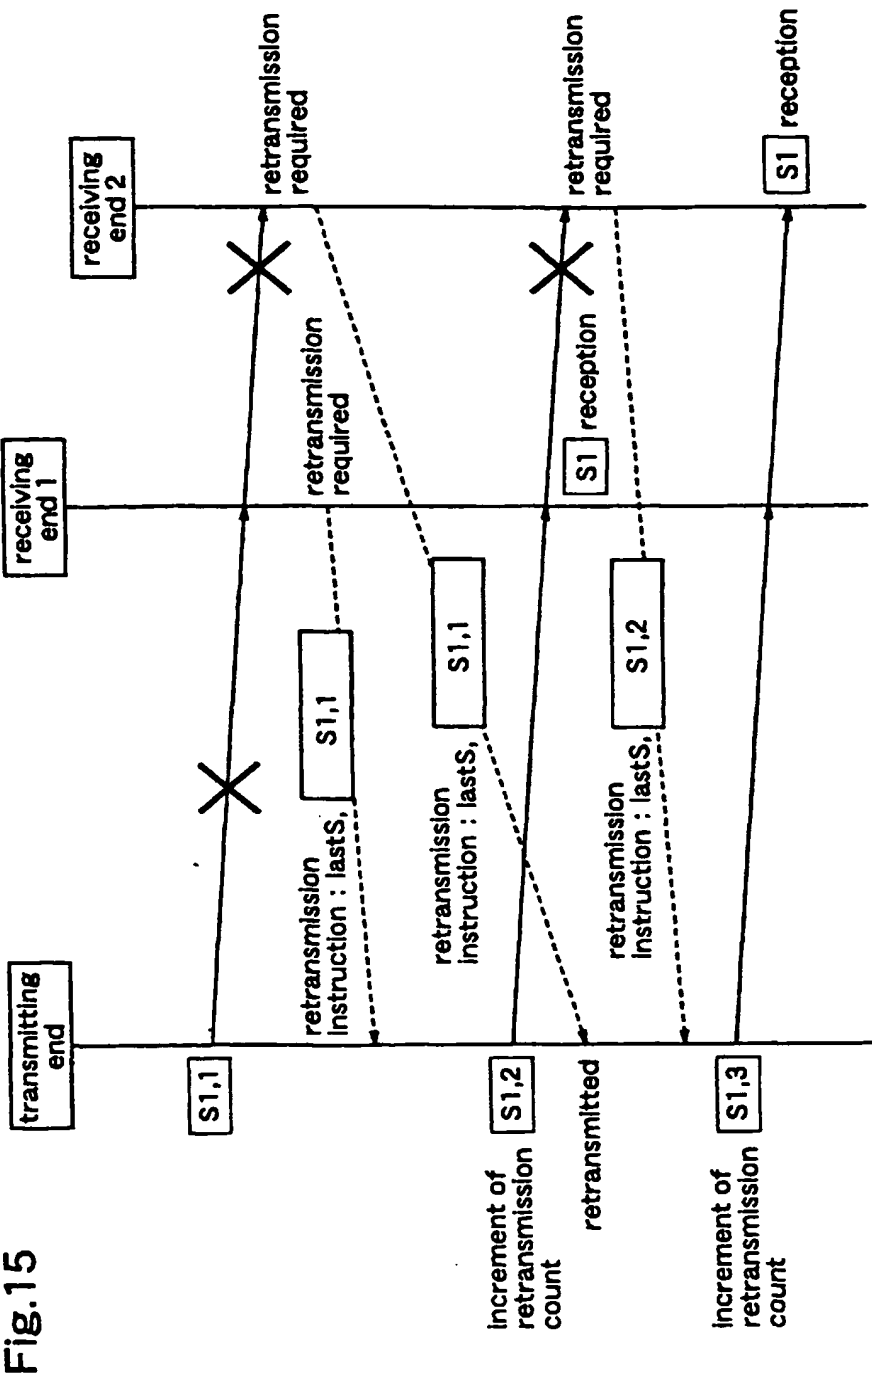 Fig.15
transmitting
end
receiving
end 1
receiving
end 2
S1,1
retransmission
required
retransmission
required
retransmission
instruction : lastS,
S1,1
retransmission
instruction : lastS,
S1,1
increment of
retransmission
count
S1,2
S1
reception
retransmission
required
retransmitted
retransmission
instruction : lastS,
S1,2
increment of
retransmission
count
S1,3
S1
reception